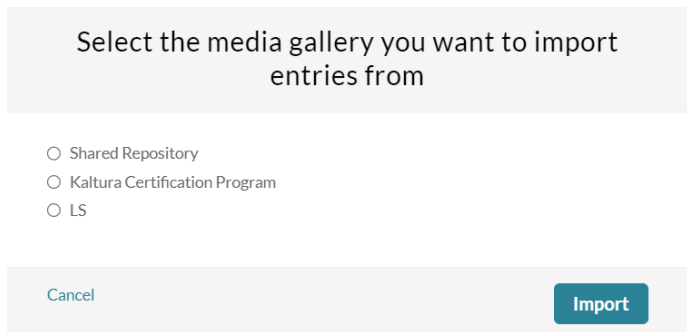 Select the media gallery you want to import
entries from
Shared Repository
Kaltura Certification Program
LS
Cancel
Import